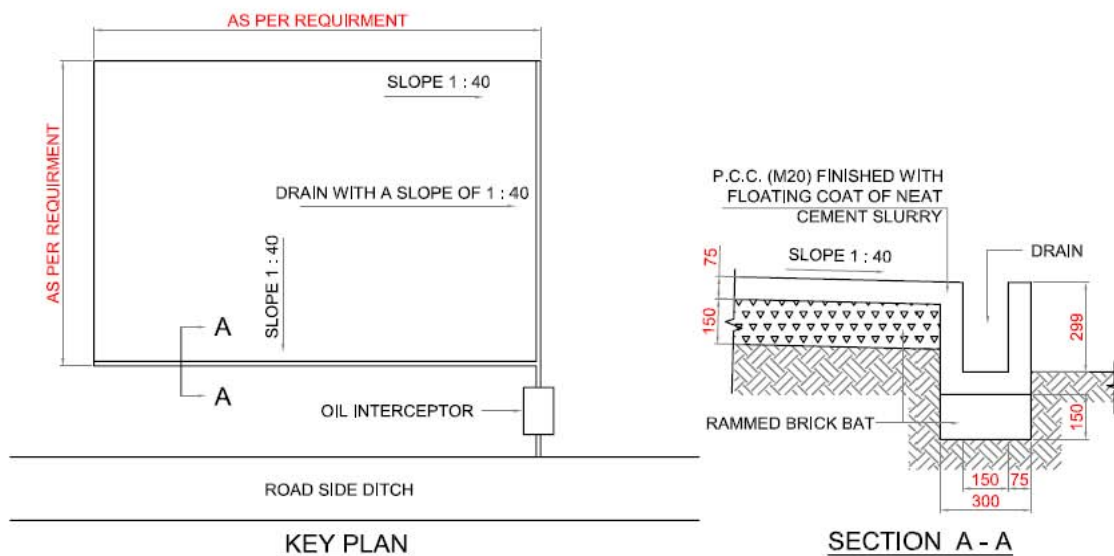 AS PER REQUIRMENT
SLOPE 1 : 40
AS PER REQUIRMENT
DRAIN WITH A SLOPE OF 1 : 40
SLOPE 1 : 40
A
A
OIL INTERCEPTOR
ROAD SIDE DITCH
KEY PLAN
P.C.C. (M20) FINISHED WITH
FLOATING COAT OF NEAT
CEMENT SLURRY
SLOPE 1 : 40
DRAIN
75
150
299
RAMMED BRICK BAT
150
150
75
300
SECTION A - A